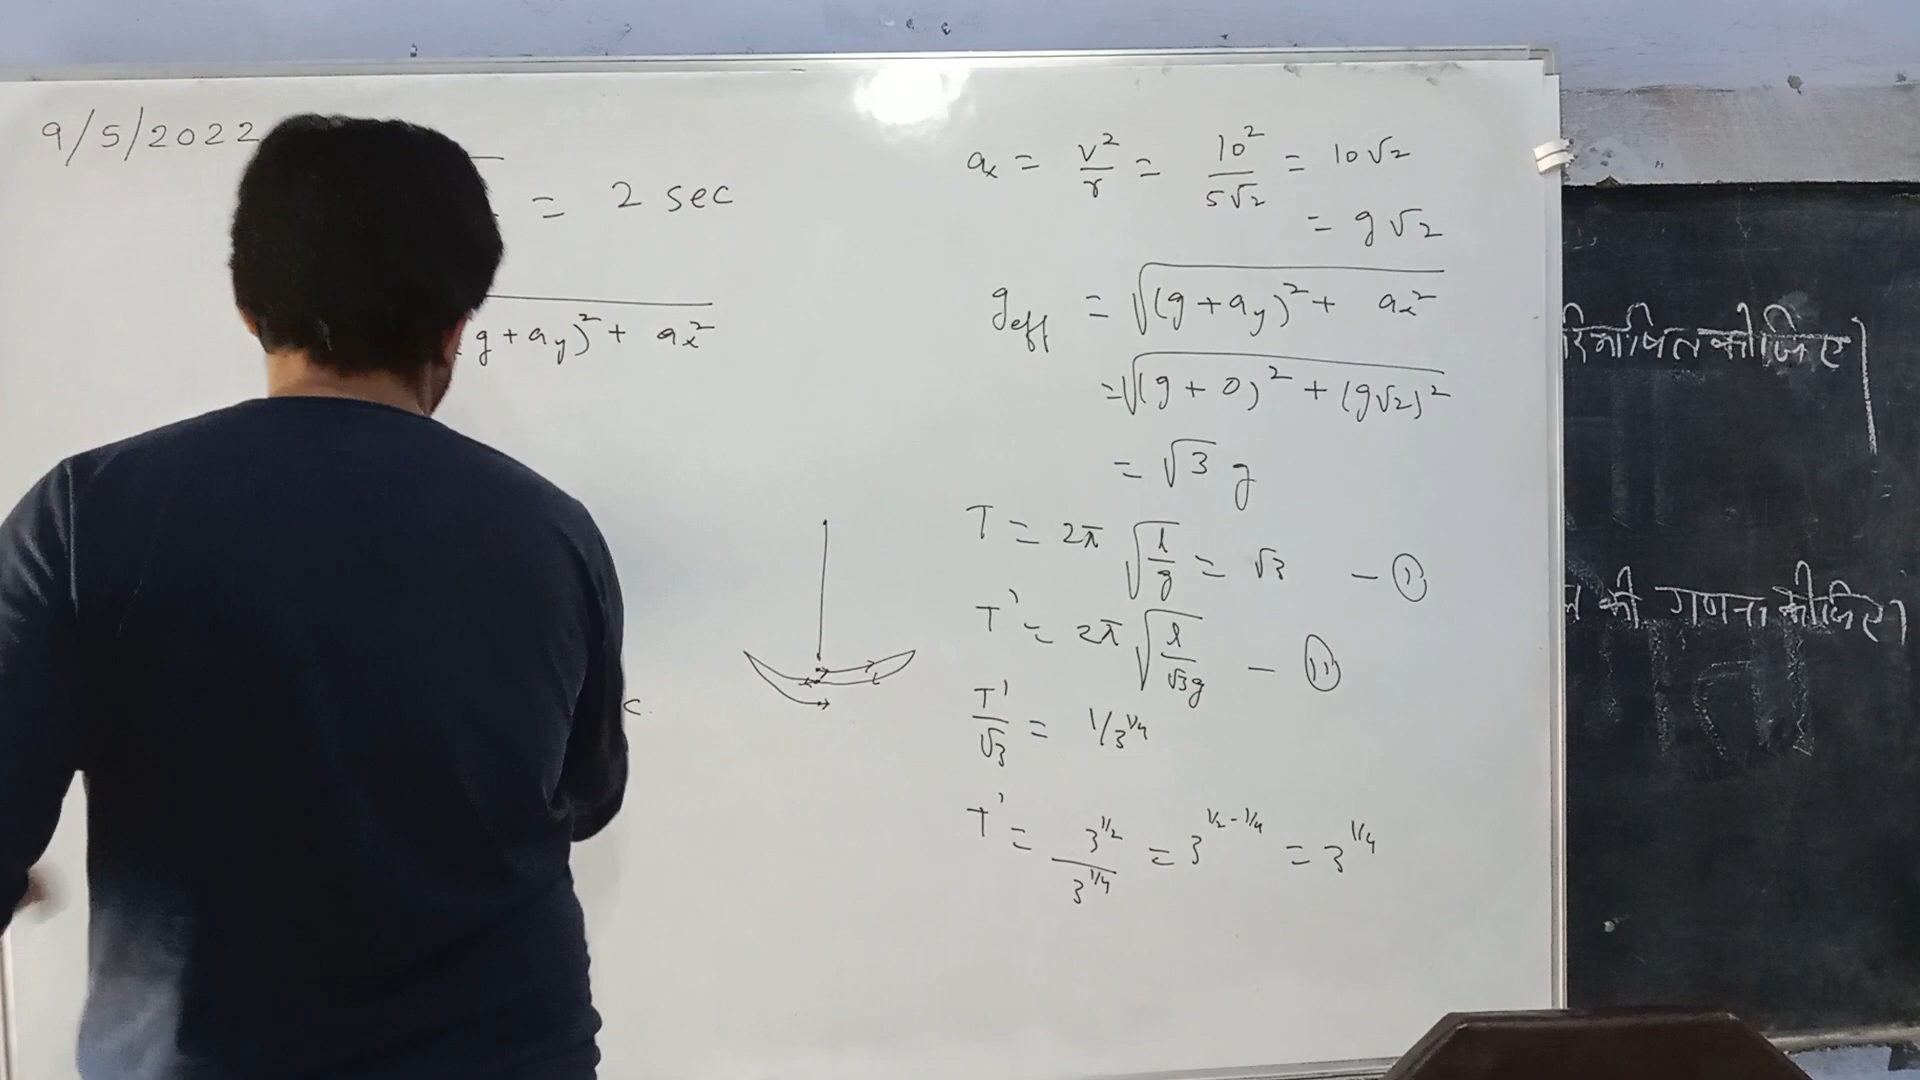 9/5/2022
= 2 sec
g + ay)² + ax²
c.
ax = v²/r = 10²/5√2 = 10√2
= g√2
geff = √(g + ay)² + ax²
= √(g + 0)² + (g√2)²
= √3 g
T = 2π √l/g = √3 – (i)
T' = 2π √l/√3g – (ii)
T'/√3 = 1/3^1/4
T' = 3^1/2 / 3^1/4 = 3^1/2-1/4 = 3^1/4
कीजिए।
की गणना कीजिए।